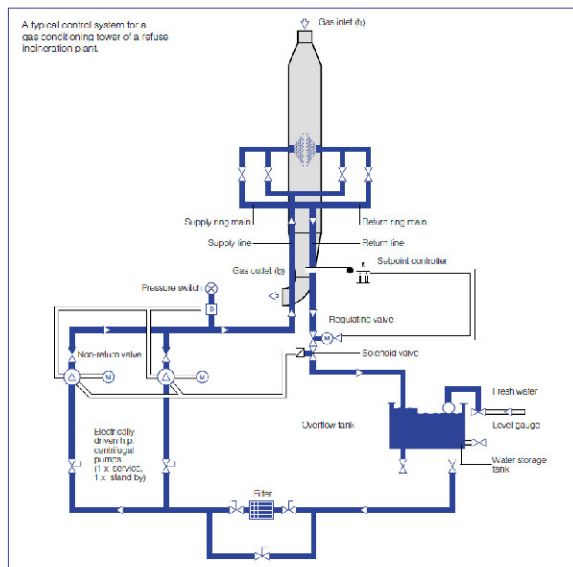 A typical control system for a
gas conditioning tower of a refuse
incineration plant.
Gas inlet (h)
Supply ring main
Return ring main
Supply line
Return line
Gas outlet (b)
Setpoint controller
Pressure switch
Regulating valve
Non-return valve
Solenoid valve
M
M
M
Fresh water
Overflow tank
Level gauge
Water storage
tank
Electrically
driven h.p.
centrifugal
pumps
(1 x service,
1 x stand by)
Filter